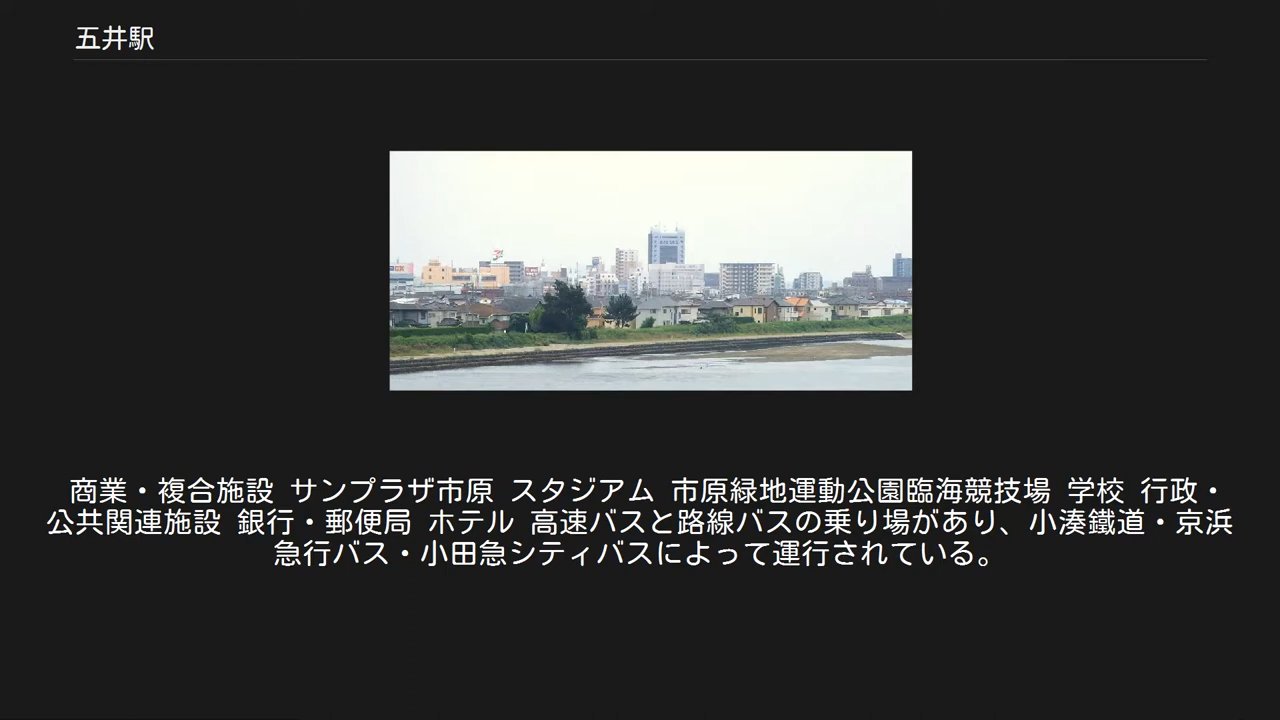 五井駅
商業・複合施設 サンプラザ市原 スタジアム 市原緑地運動公園臨海競技場 学校 行政・
公共関連施設 銀行・郵便局 ホテル 高速バスと路線バスの乗り場があり、小湊鐵道・京浜
急行バス・小田急シティバスによって運行されている。